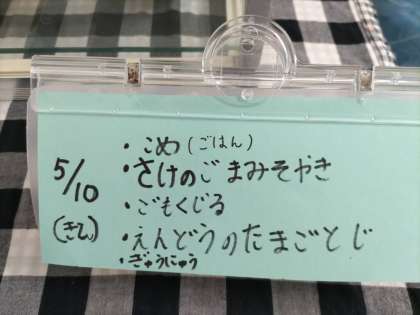 5/10
(きん)
・こめ(ごはん)
・さけのごまみそやき
・ごもくじる
・えんどうのたまごとじ
・ぎゅうにゅう